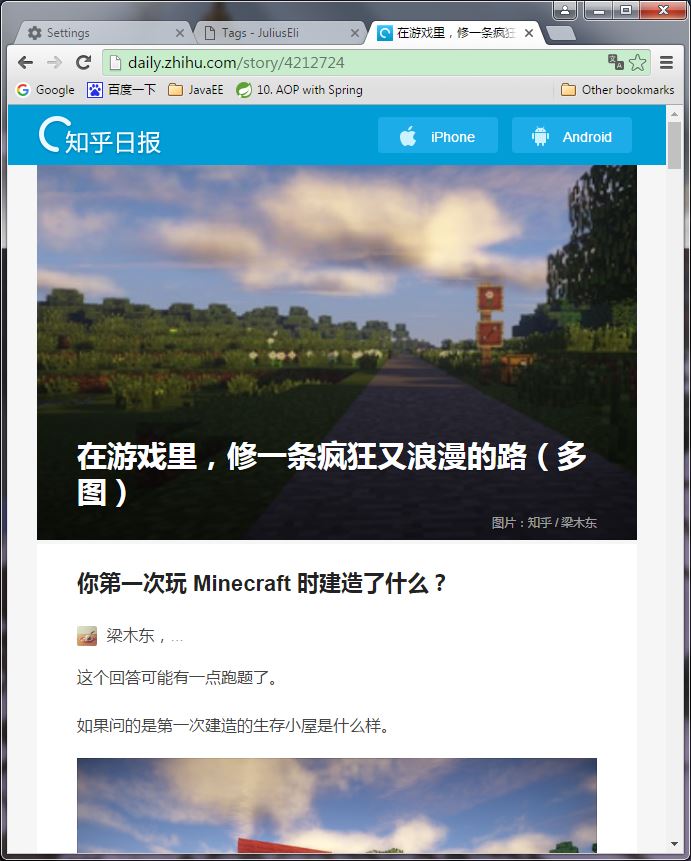 Settings
Tags - JuliusEli
在游戏里，修一条疯狂
daily.zhihu.com/story/4212724
Google
百度一下
JavaEE
10. AOP with Spring
Other bookmarks
知乎日报
iPhone
Android
在游戏里，修一条疯狂又浪漫的路（多
图）
图片：知乎 / 梁木东
你第一次玩 Minecraft 时建造了什么？
梁木东，...
这个回答可能有一点跑题了。
如果问的是第一次建造的生存小屋是什么样。